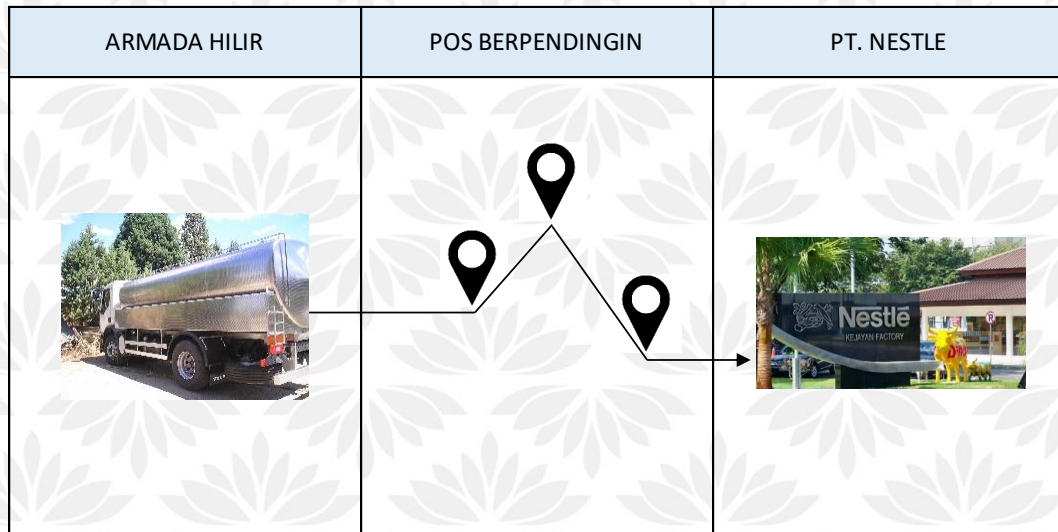 ARMADA HILIR
POS BERPENDINGIN
PT. NESTLE
Nestlé
KEJAYAN FACTORY